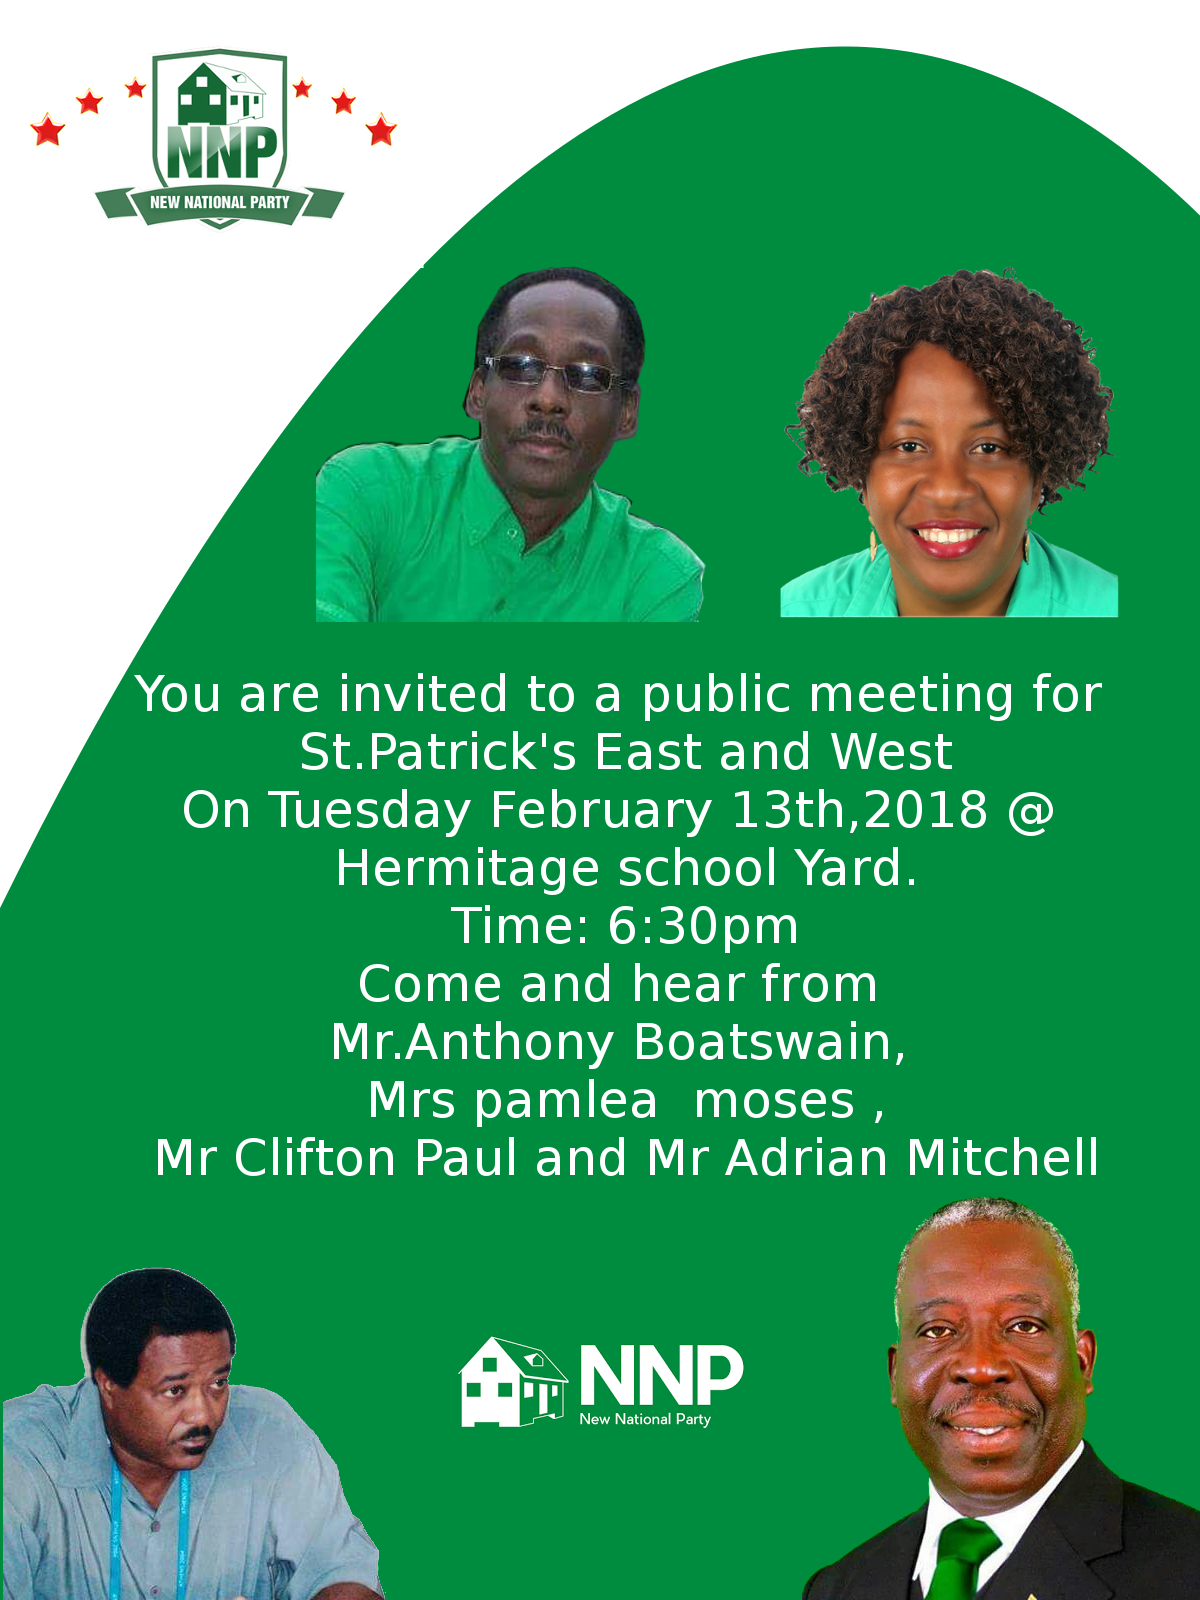 NNP
NEW NATIONAL PARTY
You are invited to a public meeting for
St.Patrick's East and West
On Tuesday February 13th,2018 @
Hermitage school Yard.
Time: 6:30pm
Come and hear from
Mr.Anthony Boatswain,
Mrs pamlea  moses ,
Mr Clifton Paul and Mr Adrian Mitchell
NNP
New National Party